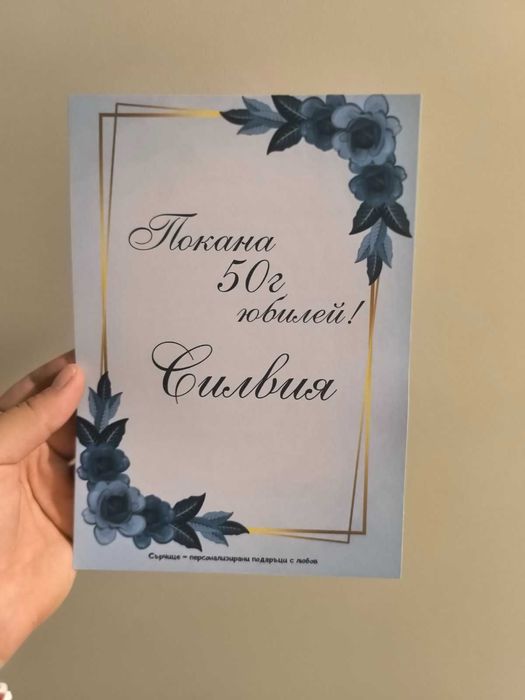 Покана
50г
юбилей!
Силвия
Сърчице - персонализирани подаръци с любов